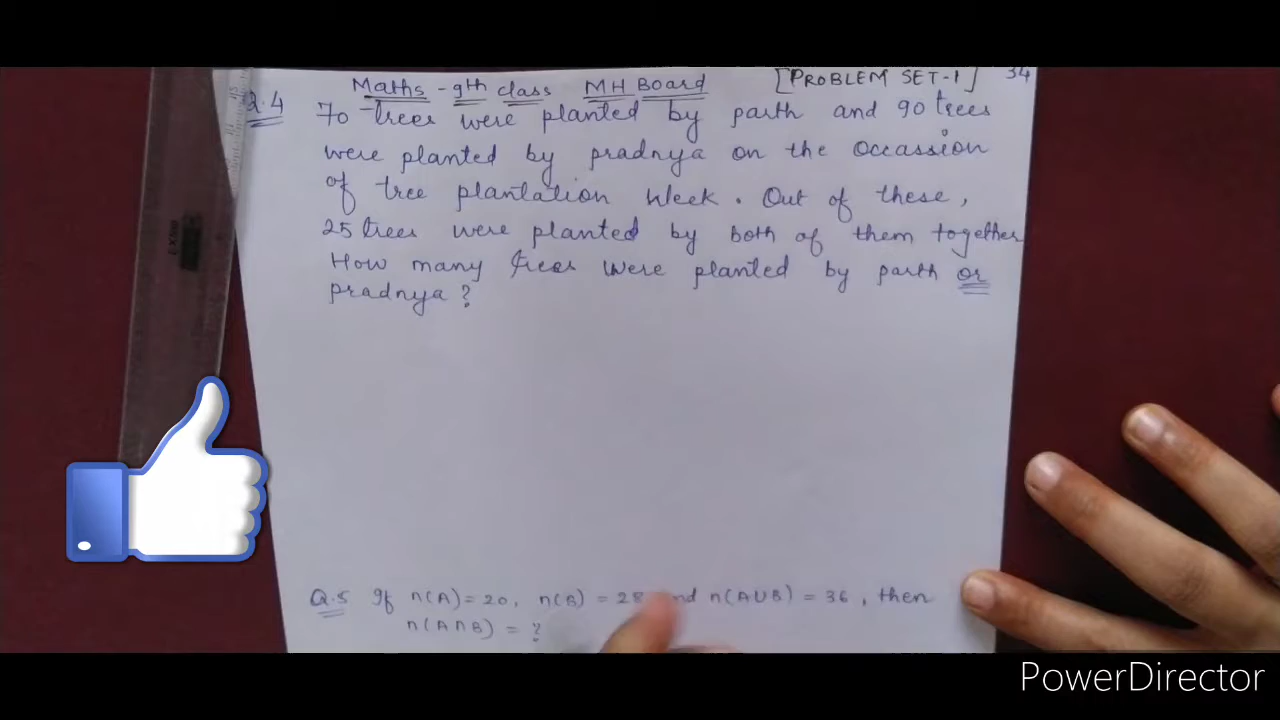 Maths - 9th class MH Board [PROBLEM SET-1] 34
Q.4 70 trees were planted by parth and 90 trees
were planted by pradnya on the occassion
of tree plantation week. Out of these,
25 trees were planted by both of them together
How many trees were planted by parth or
pradnya ?
Q.5 If n(A) = 20, n(B) = 28 and n(A∪B) = 36, then
n(A∩B) = ?
PowerDirector